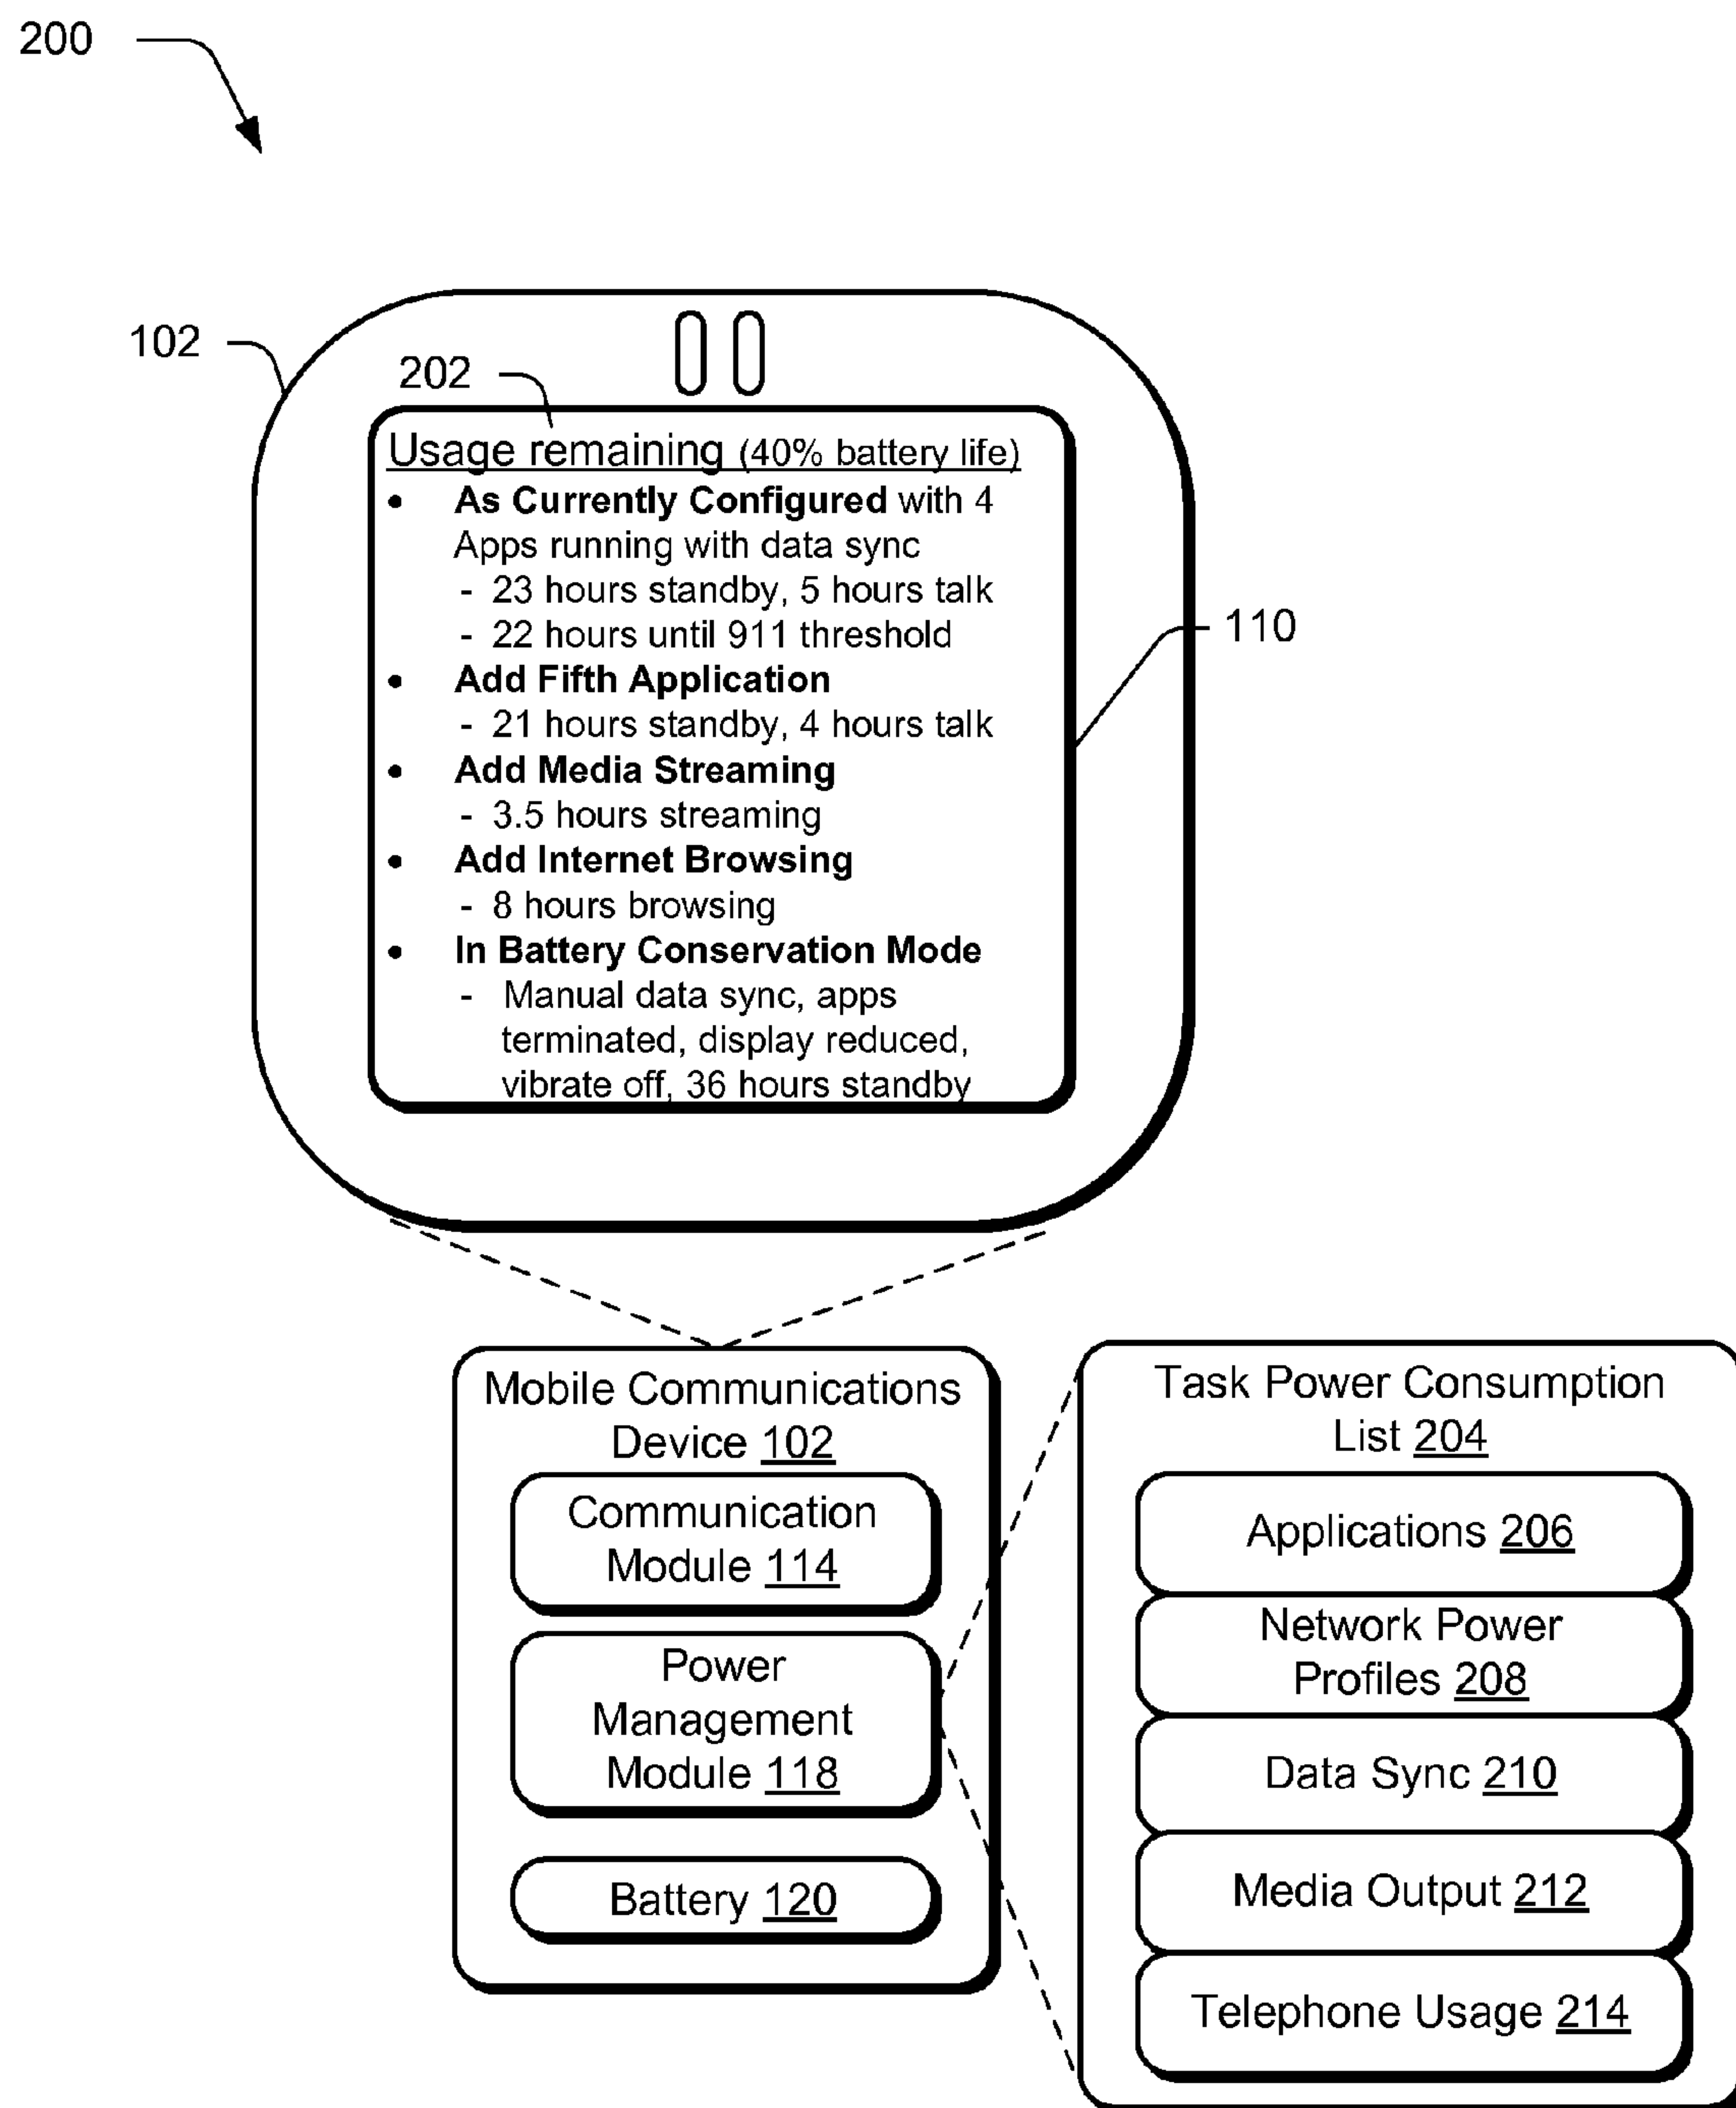 200
102
202
Usage remaining (40% battery life)
• As Currently Configured with 4
Apps running with data sync
- 23 hours standby, 5 hours talk
- 22 hours until 911 threshold
• Add Fifth Application
- 21 hours standby, 4 hours talk
• Add Media Streaming
- 3.5 hours streaming
• Add Internet Browsing
- 8 hours browsing
• In Battery Conservation Mode
- Manual data sync, apps
terminated, display reduced,
vibrate off, 36 hours standby
110
Mobile Communications
Device 102
Communication
Module 114
Power
Management
Module 118
Battery 120
Task Power Consumption
List 204
Applications 206
Network Power
Profiles 208
Data Sync 210
Media Output 212
Telephone Usage 214